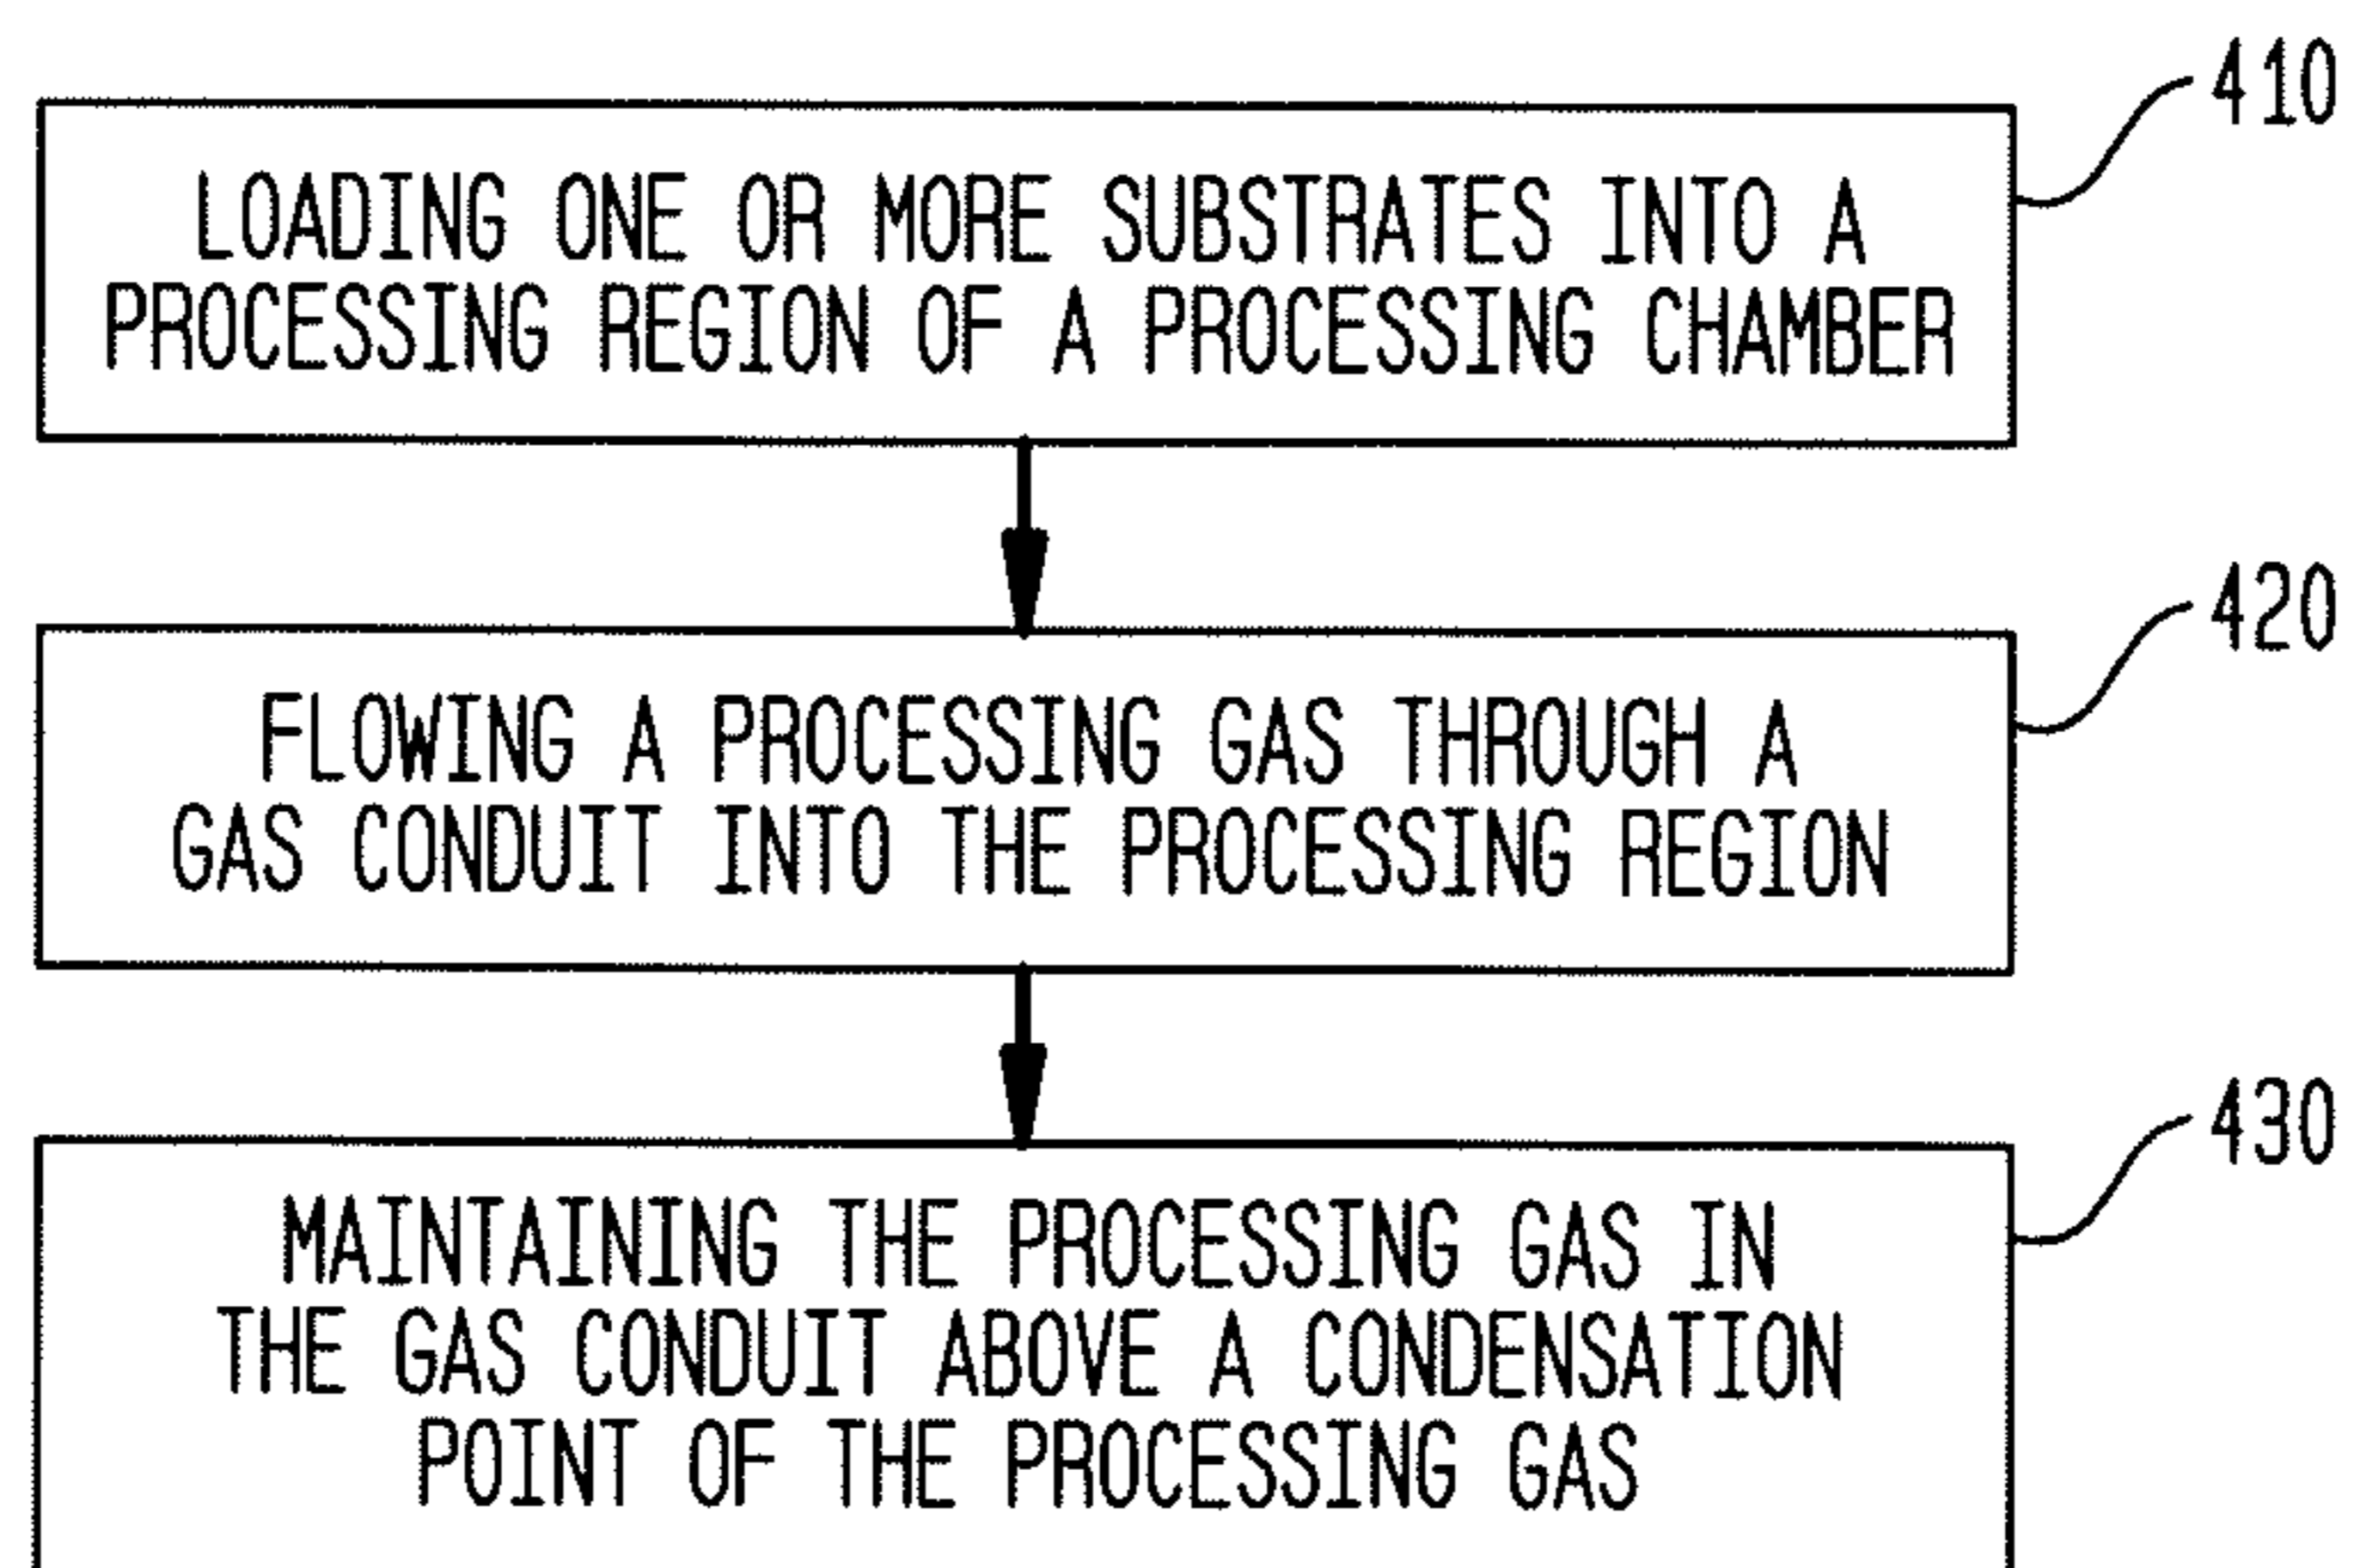 410
LOADING ONE OR MORE SUBSTRATES INTO A
PROCESSING REGION OF A PROCESSING CHAMBER
420
FLOWING A PROCESSING GAS THROUGH A
GAS CONDUIT INTO THE PROCESSING REGION
430
MAINTAINING THE PROCESSING GAS IN
THE GAS CONDUIT ABOVE A CONDENSATION
POINT OF THE PROCESSING GAS